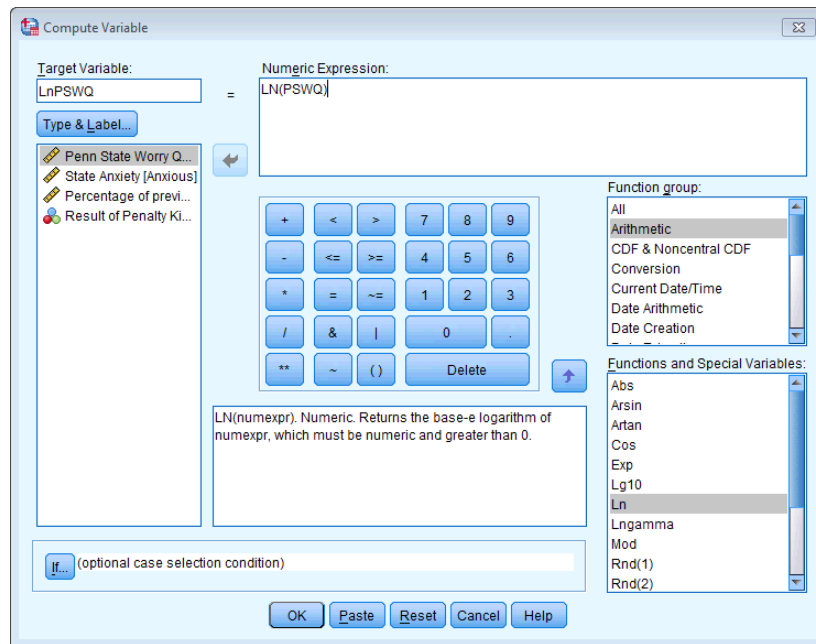 Compute Variable
Target Variable:
LnPSWQ
=
Numeric Expression:
LN(PSWQ)
Type & Label...
Penn State Worry Q...
State Anxiety [Anxious]
Percentage of previ...
Result of Penalty Ki...
+ < > 7 8 9
- <= >= 4 5 6
* = ~= 1 2 3
/ & | 0 .
** ~ ( ) Delete
Function group:
All
Arithmetic
CDF & Noncentral CDF
Conversion
Current Date/Time
Date Arithmetic
Date Creation
LN(numexpr). Numeric. Returns the base-e logarithm of
numexpr, which must be numeric and greater than 0.
Functions and Special Variables:
Abs
Arsin
Artan
Cos
Exp
Lg10
Ln
Lngamma
Mod
Rnd(1)
Rnd(2)
If... (optional case selection condition)
OK Paste Reset Cancel Help